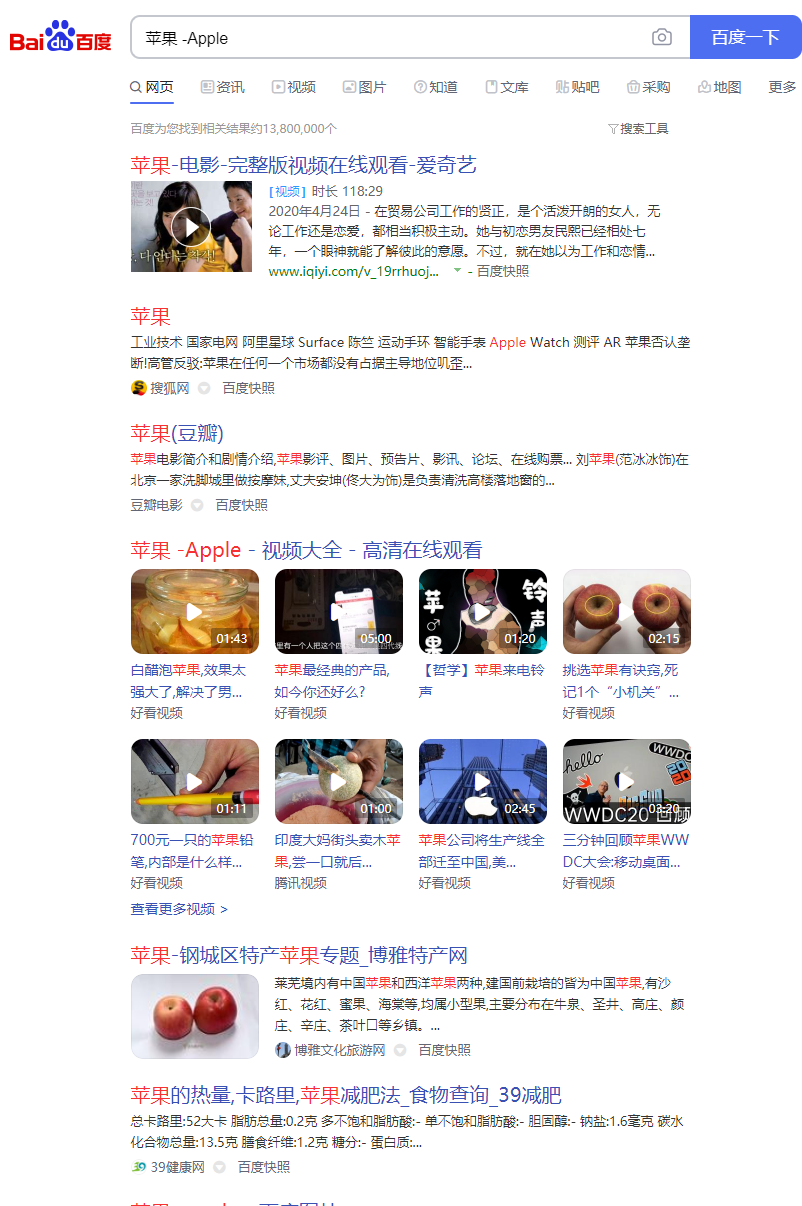 Bai du 百度
苹果 -Apple
百度一下
网页 资讯 视频 图片 知道 文库 贴吧 采购 地图 更多
百度为您找到相关结果约13,800,000个
搜索工具
苹果-电影-完整版视频在线观看-爱奇艺
[视频] 时长 118:29
2020年4月24日 - 在贸易公司工作的贤正，是个活泼开朗的女人，无
论工作还是恋爱，都相当积极主动。她与初恋男友民熙已经相处七
年，一个眼神就能了解彼此的意愿。不过，就在她以为工作和恋情...
www.iqiyi.com/v_19rrhuoj... - 百度快照
苹果
工业技术 国家电网 阿里星球 Surface 陈竺 运动手环 智能手表 Apple Watch 测评 AR 苹果否认垄
断!高管反驳:苹果在任何一个市场都没有占据主导地位叽歪...
搜狐网 百度快照
苹果(豆瓣)
苹果电影简介和剧情介绍,苹果影评、图片、预告片、影讯、论坛、在线购票... 刘苹果(范冰冰饰)在
北京一家洗脚城里做按摩妹,丈夫安坤(佟大为饰)是负责清洗高楼落地窗的...
豆瓣电影 百度快照
苹果 -Apple - 视频大全 - 高清在线观看
01:43
白醋泡苹果,效果太
强大了,解决了男...
好看视频
里有一个人把这个四
05:00
苹果最经典的产品,
如今你还好么?
好看视频
苹果♂
铃声
01:20
【哲学】苹果来电铃
声
02:15
挑选苹果有诀窍,死
记1个“小机关”...
好看视频
01:11
700元一只的苹果铅
笔,内部是什么样...
好看视频
01:00
印度大妈街头卖木苹
果,尝一口就后...
腾讯视频
02:45
苹果公司将生产线全
部迁至中国,美...
好看视频
hello
WWDC
2020
WWDC20 回顾
03:20
三分钟回顾苹果WW
DC大会:移动桌面...
好看视频
查看更多视频 >
苹果-钢城区特产苹果专题_博雅特产网
莱芜境内有中国苹果和西洋苹果两种,建国前栽培的皆为中国苹果,有沙
红、花红、蜜果、海棠等,均属小型果,主要分布在牛泉、圣井、高庄、颜
庄、辛庄、茶叶口等乡镇。...
博雅文化旅游网 百度快照
苹果的热量,卡路里,苹果减肥法_食物查询_39减肥
总卡路里:52大卡 脂肪总量:0.2克 多不饱和脂肪酸:- 单不饱和脂肪酸:- 胆固醇:- 钠盐:1.6毫克 碳水
化合物总量:13.5克 膳食纤维:1.2克 糖分:- 蛋白质:...
39健康网 百度快照